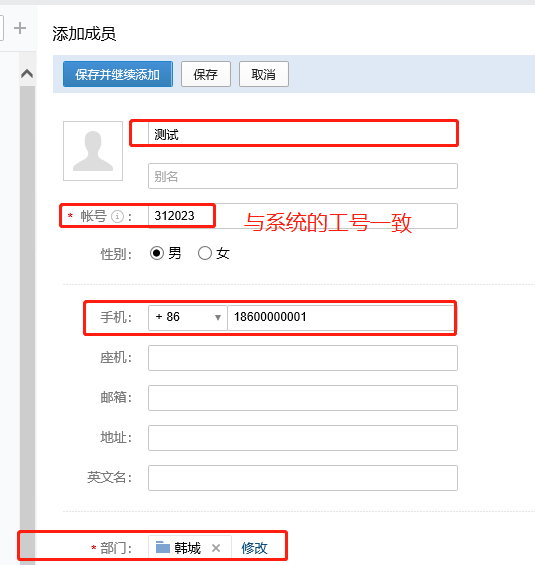 添加成员
保存并继续添加 保存 取消
测试
别名
* 帐号 : 312023 与系统的工号一致
性别: 男 女
手机: + 86 18600000001
座机:
邮箱:
地址:
英文名:
* 部门: 韩城 × 修改